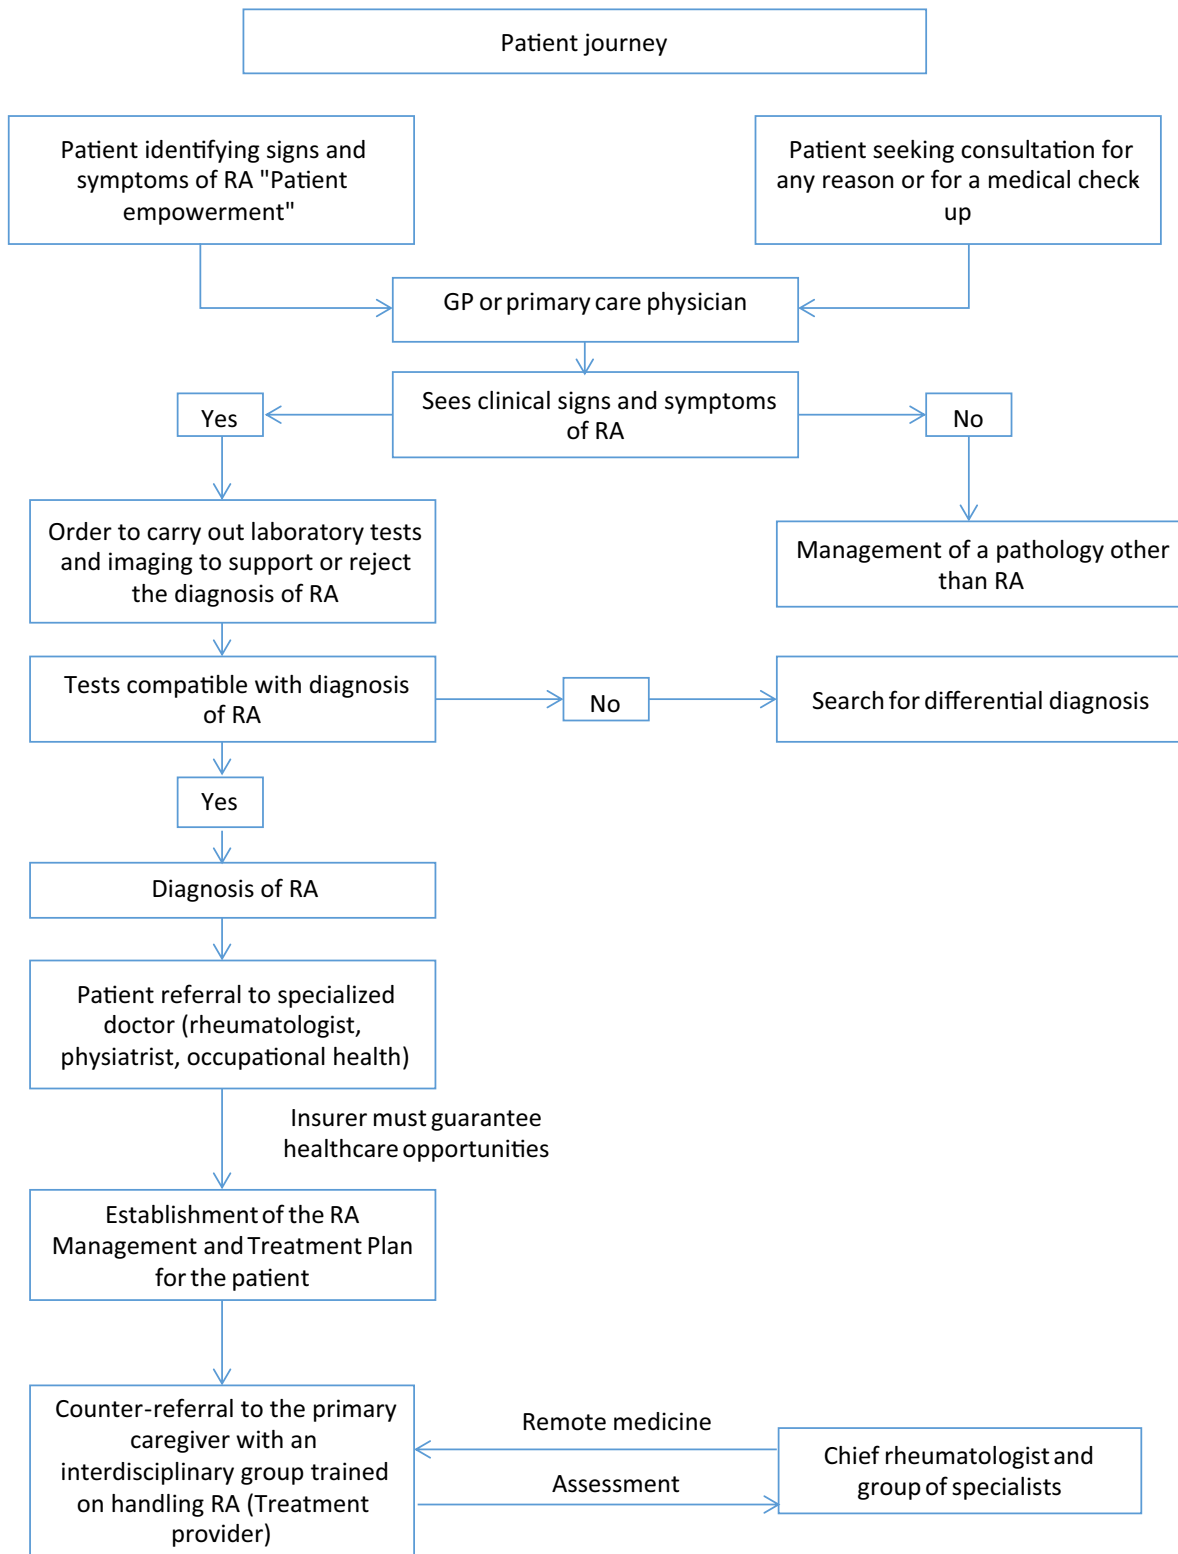 Patient journey
Patient identifying signs and
symptoms of RA "Patient
empowerment"
Patient seeking consultation for
any reason or for a medical check
up
GP or primary care physician
Sees clinical signs and symptoms
of RA
Yes
No
Order to carry out laboratory tests
and imaging to support or reject
the diagnosis of RA
Management of a pathology other
than RA
Tests compatible with diagnosis
of RA
No
Search for differential diagnosis
Yes
Diagnosis of RA
Patient referral to specialized
doctor (rheumatologist,
physiatrist, occupational health)
Insurer must guarantee
healthcare opportunities
Establishment of the RA
Management and Treatment Plan
for the patient
Counter-referral to the primary
caregiver with an
interdisciplinary group trained
on handling RA (Treatment
provider)
Remote medicine
Assessment
Chief rheumatologist and
group of specialists